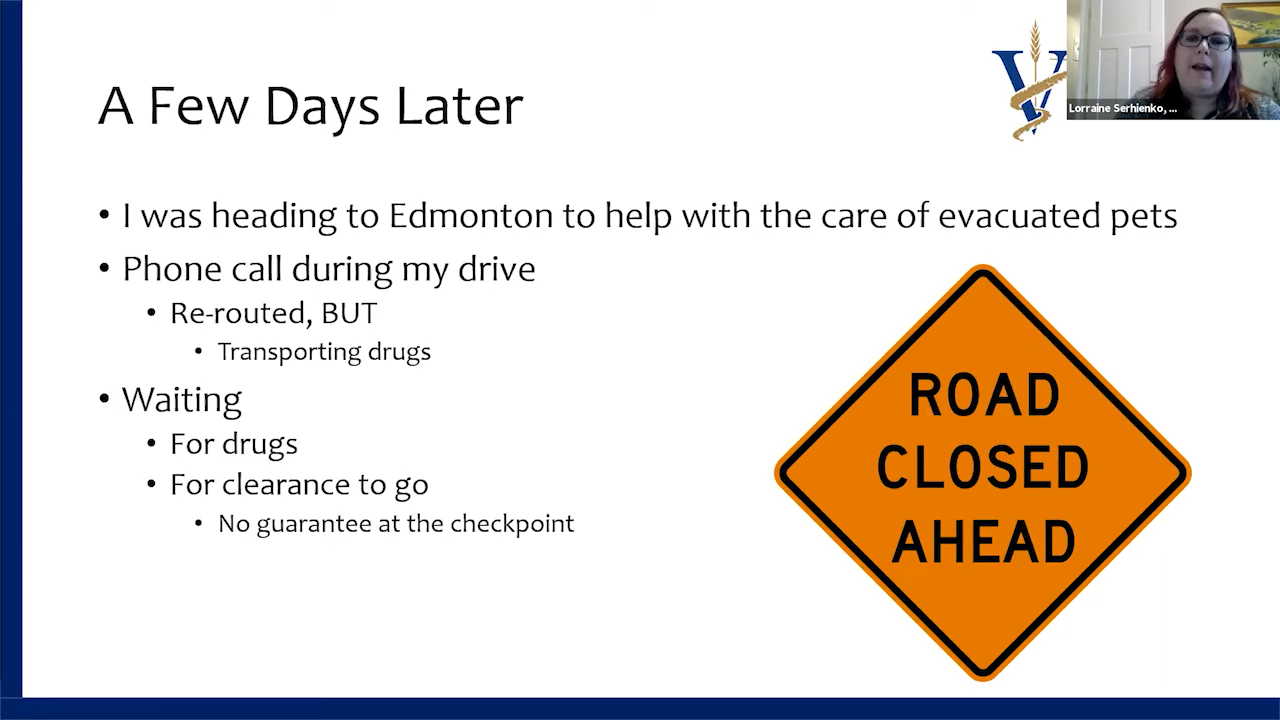 A Few Days Later
Lorraine Serhienko, ...
• I was heading to Edmonton to help with the care of evacuated pets
• Phone call during my drive
• Re-routed, BUT
• Transporting drugs
• Waiting
• For drugs
• For clearance to go
• No guarantee at the checkpoint
ROAD
CLOSED
AHEAD